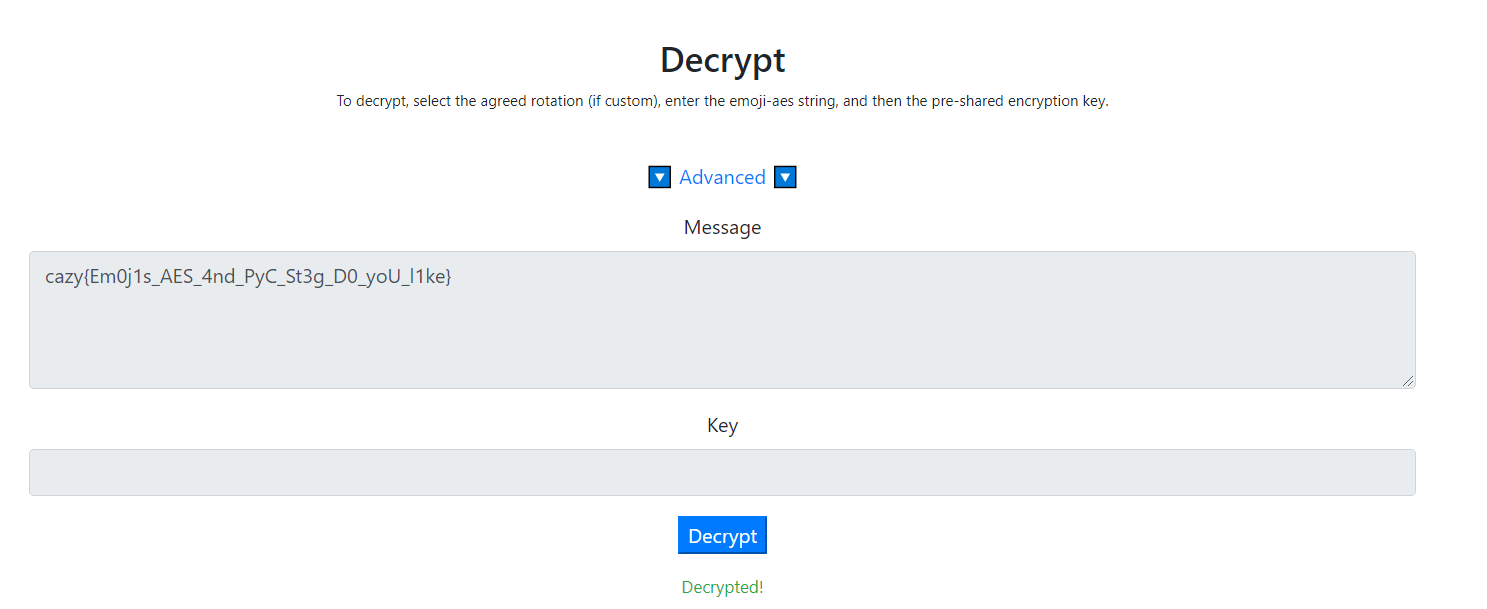 Decrypt
To decrypt, select the agreed rotation (if custom), enter the emoji-aes string, and then the pre-shared encryption key.
Advanced
Message
cazy{Em0j1s_AES_4nd_PyC_St3g_D0_yoU_l1ke}
Key
Decrypt
Decrypted!